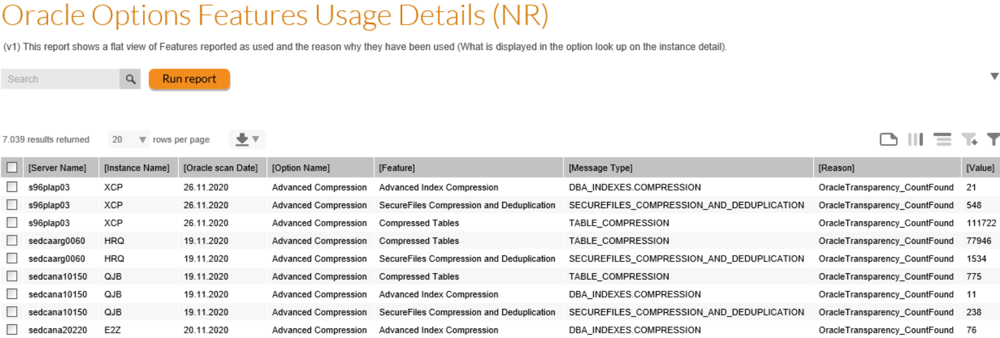 Oracle Options Features Usage Details (NR)
(v1) This report shows a flat view of Features reported as used and the reason why they have been used (What is displayed in the option look up on the instance detail).
Search Run report
7.039 results returned 20 rows per page
[Server Name] [Instance Name] [Oracle scan Date] [Option Name] [Feature] [Message Type] [Reason] [Value]
s96plap03 XCP 26.11.2020 Advanced Compression Advanced Index Compression DBA_INDEXES.COMPRESSION OracleTransparency_CountFound 21
s96plap03 XCP 26.11.2020 Advanced Compression SecureFiles Compression and Deduplication SECUREFILES_COMPRESSION_AND_DEDUPLICATION OracleTransparency_CountFound 548
s96plap03 XCP 26.11.2020 Advanced Compression Compressed Tables TABLE_COMPRESSION OracleTransparency_CountFound 111722
sedcaarg0060 HRQ 19.11.2020 Advanced Compression Compressed Tables TABLE_COMPRESSION OracleTransparency_CountFound 77946
sedcaarg0060 HRQ 19.11.2020 Advanced Compression SecureFiles Compression and Deduplication SECUREFILES_COMPRESSION_AND_DEDUPLICATION OracleTransparency_CountFound 1534
sedcana10150 QJB 19.11.2020 Advanced Compression Compressed Tables TABLE_COMPRESSION OracleTransparency_CountFound 775
sedcana10150 QJB 19.11.2020 Advanced Compression Advanced Index Compression DBA_INDEXES.COMPRESSION OracleTransparency_CountFound 11
sedcana10150 QJB 19.11.2020 Advanced Compression SecureFiles Compression and Deduplication SECUREFILES_COMPRESSION_AND_DEDUPLICATION OracleTransparency_CountFound 238
sedcana20220 E2Z 20.11.2020 Advanced Compression Advanced Index Compression DBA_INDEXES.COMPRESSION OracleTransparency_CountFound 76